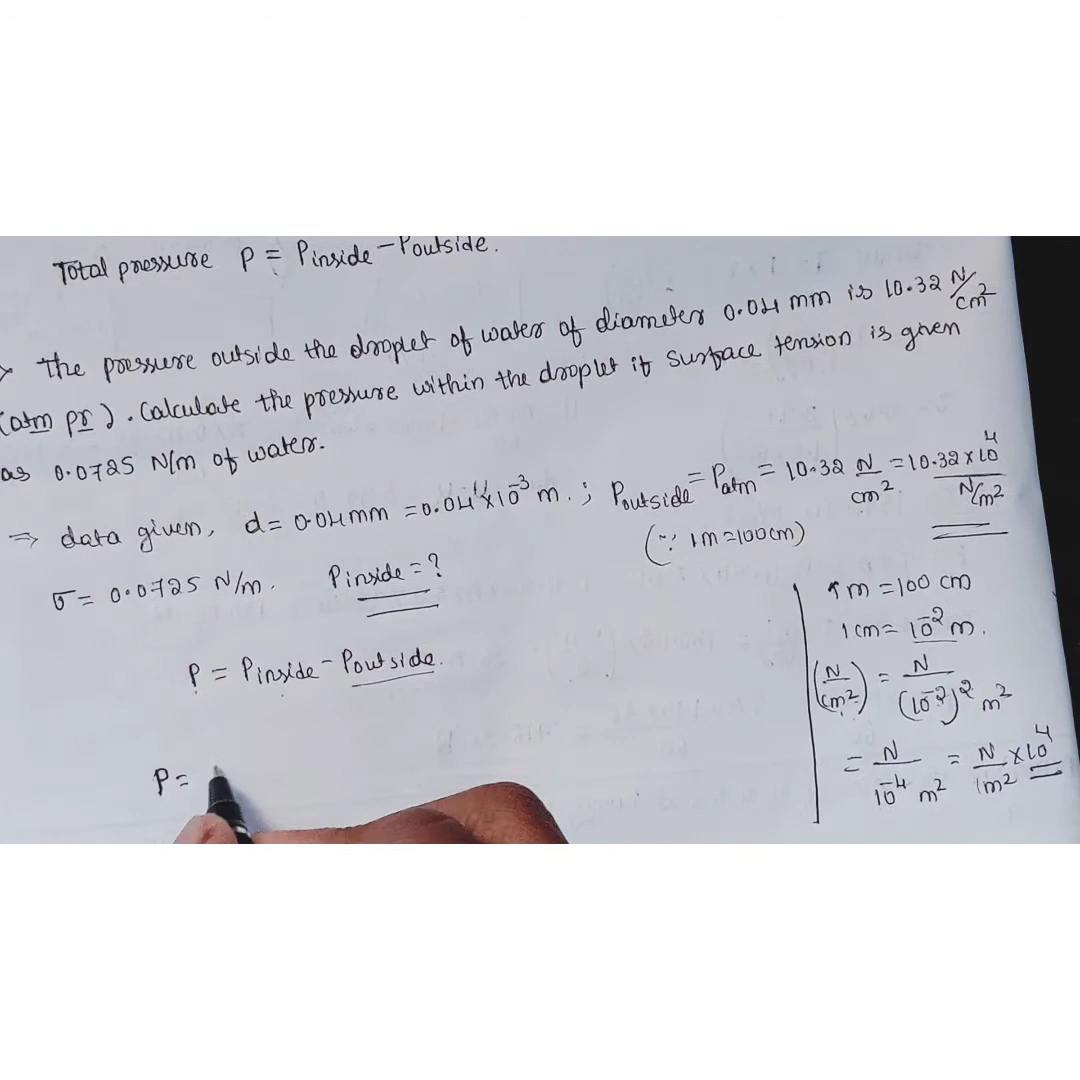 Total pressure P = Pinside - Poutside.
The pressure outside the droplet of water of diameter 0.04 mm is 10.32 N/cm²
(atm pr). Calculate the pressure within the droplet if surface tension is given
as 0.0725 N/m of water.
⇒ data given, d = 0.04mm = 0.04 × 10⁻³ m. ; Poutside = Patm = 10.32 N/cm² = 10.32 × 10⁴ N/m²
(∵ 1m = 100cm)
σ = 0.0725 N/m. Pinside = ?
P = Pinside - Poutside.
P =
1m = 100 cm
1cm = 10⁻² m.
(N/cm²) = N/(10⁻²)² m²
= N/10⁻⁴ m² = N/1m² × 10⁴